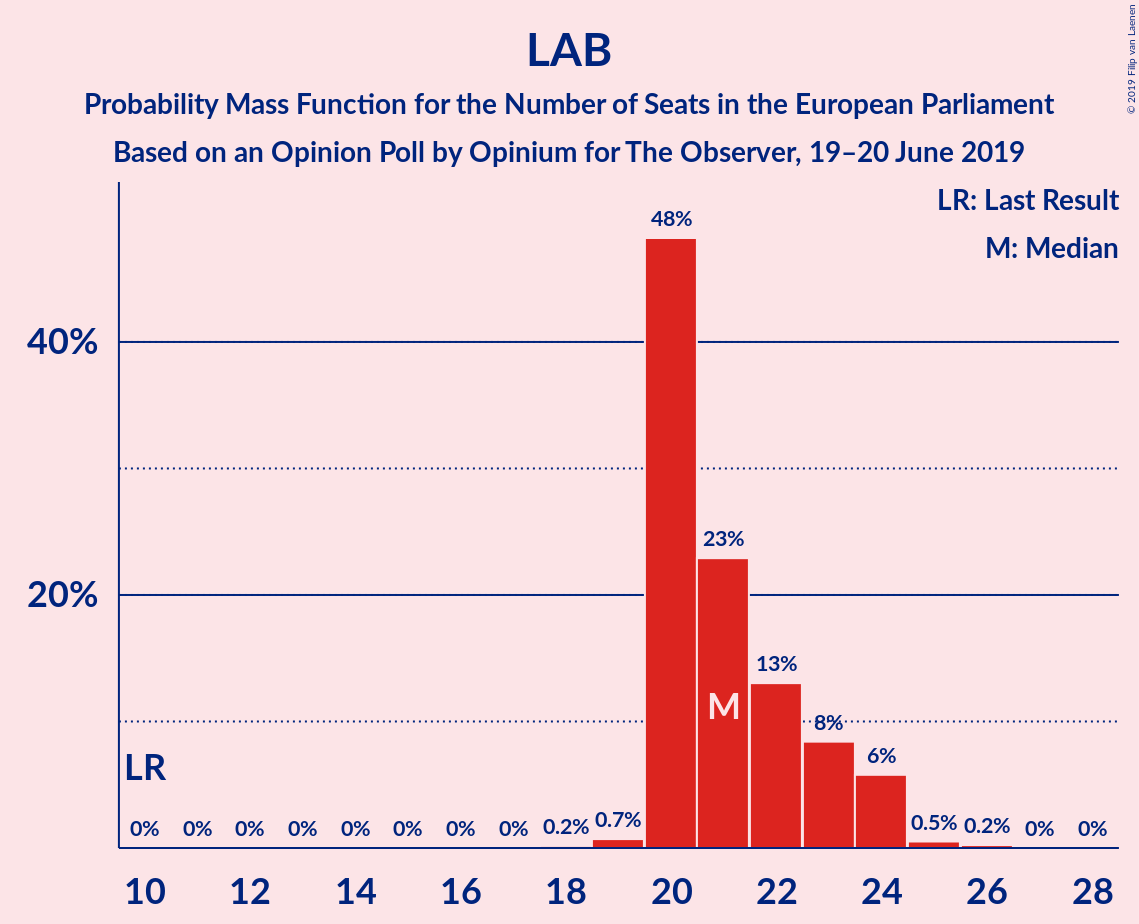 LAB
Probability Mass Function for the Number of Seats in the European Parliament
Based on an Opinion Poll by Opinium for The Observer, 19–20 June 2019
© 2019 Filip van Laenen
LR: Last Result
M: Median
48%
40%
23%
20%
13%
M
8%
6%
LR
0% 0% 0% 0% 0% 0% 0% 0% 0.2% 0.7% 0.5% 0.2% 0% 0%
10 12 14 16 18 20 22 24 26 28